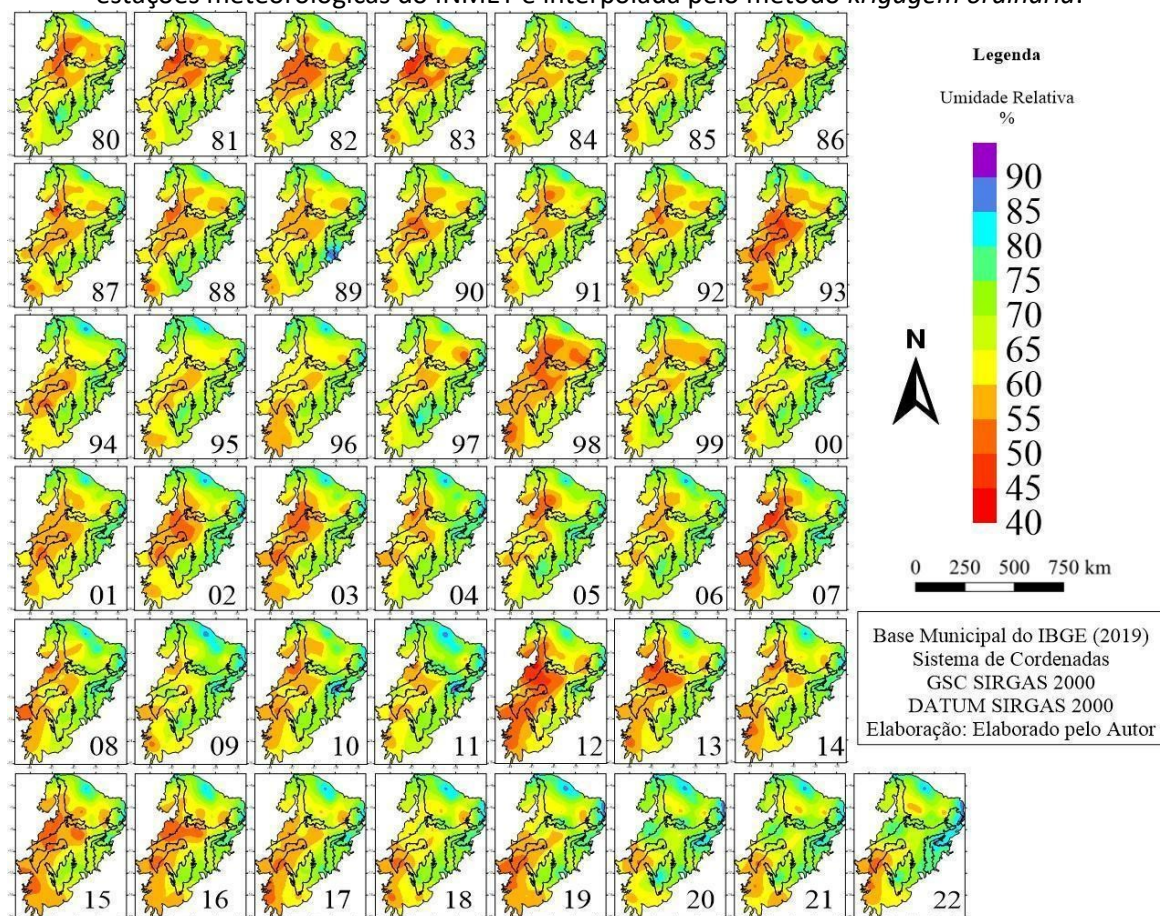 estações meteorológicas do INMET e interpolada pelo método krigagem ordinária.
80 81 82 83 84 85 86
87 88 89 90 91 92 93
94 95 96 97 98 99 00
01 02 03 04 05 06 07
08 09 10 11 12 13 14
15 16 17 18 19 20 21 22
Legenda
Umidade Relativa
%
90
85
80
75
70
65
60
55
50
45
40
N
0 250 500 750 km
Base Municipal do IBGE (2019)
Sistema de Cordenadas
GSC SIRGAS 2000
DATUM SIRGAS 2000
Elaboração: Elaborado pelo Autor